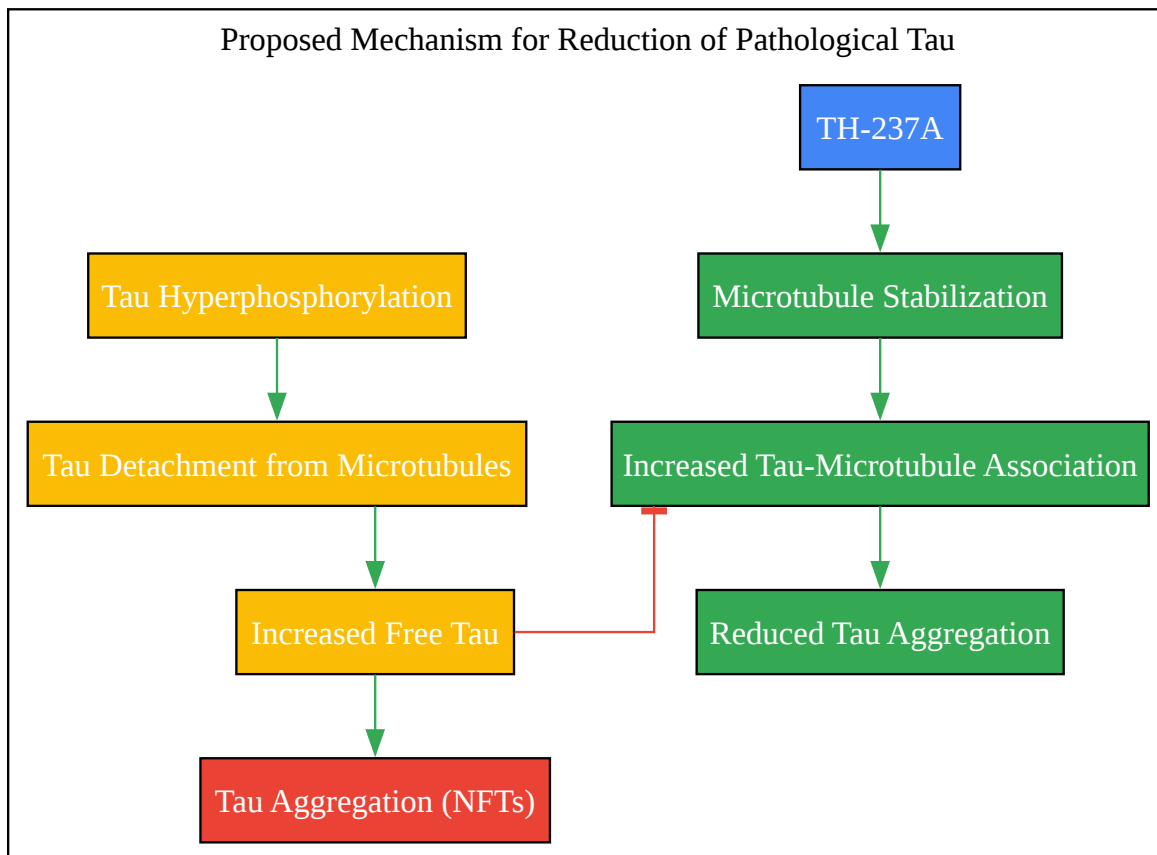 Proposed Mechanism for Reduction of Pathological Tau
TH-237A
Tau Hyperphosphorylation
Microtubule Stabilization
Tau Detachment from Microtubules
Increased Tau-Microtubule Association
Increased Free Tau
Reduced Tau Aggregation
Tau Aggregation (NFTs)